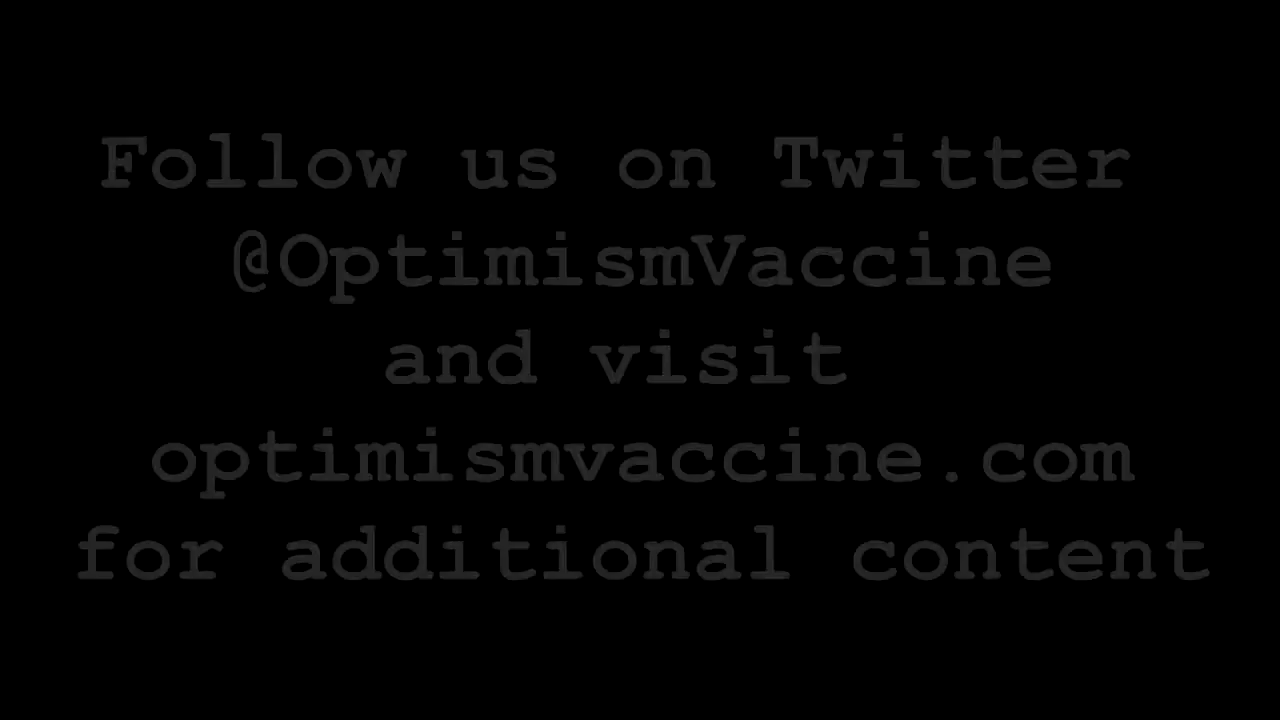 Follow us on Twitter
@OptimismVaccine
and visit
optimismvaccine.com
for additional content